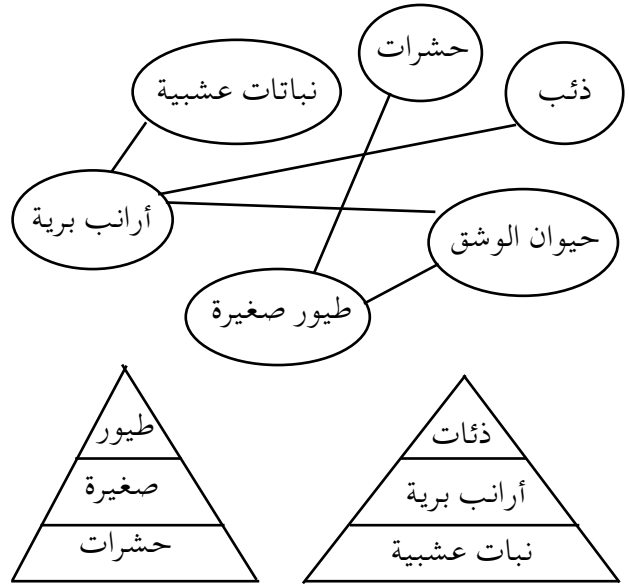 حشرات
نباتات عشبية
ذئب
أرانب برية
حيوان الوشق
طيور صغيرة
طيور
صغيرة
حشرات
ذئات
أرانب برية
نبات عشبية